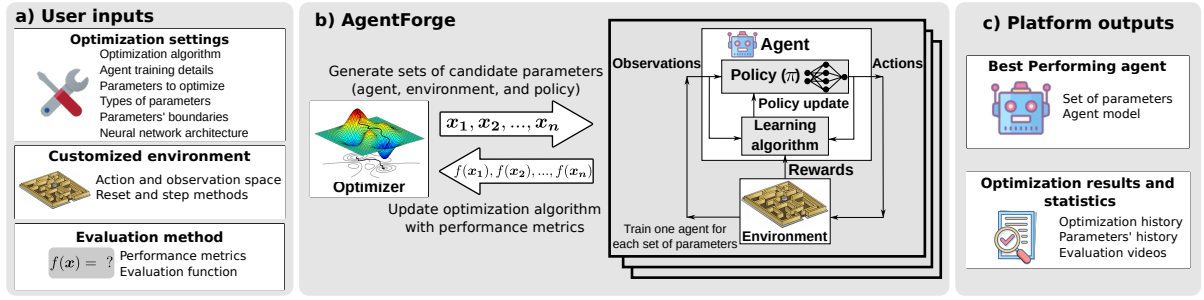 a) User inputs
Optimization settings
Optimization algorithm
Agent training details
Parameters to optimize
Types of parameters
Parameters' boundaries
Neural network architecture
Customized environment
Action and observation space
Reset and step methods
Evaluation method
f(x) = ?
Performance metrics
Evaluation function
b) AgentForge
Generate sets of candidate parameters
(agent, environment, and policy)
x₁, x₂, ..., xₙ
f(x₁), f(x₂), ..., f(xₙ)
Optimizer
Update optimization algorithm
with performance metrics
Agent
Observations
Actions
Policy (π)
Policy update
Learning
algorithm
Rewards
Environment
Train one agent for
each set of parameters
c) Platform outputs
Best Performing agent
Set of parameters
Agent model
Optimization results and
statistics
Optimization history
Parameters' history
Evaluation videos